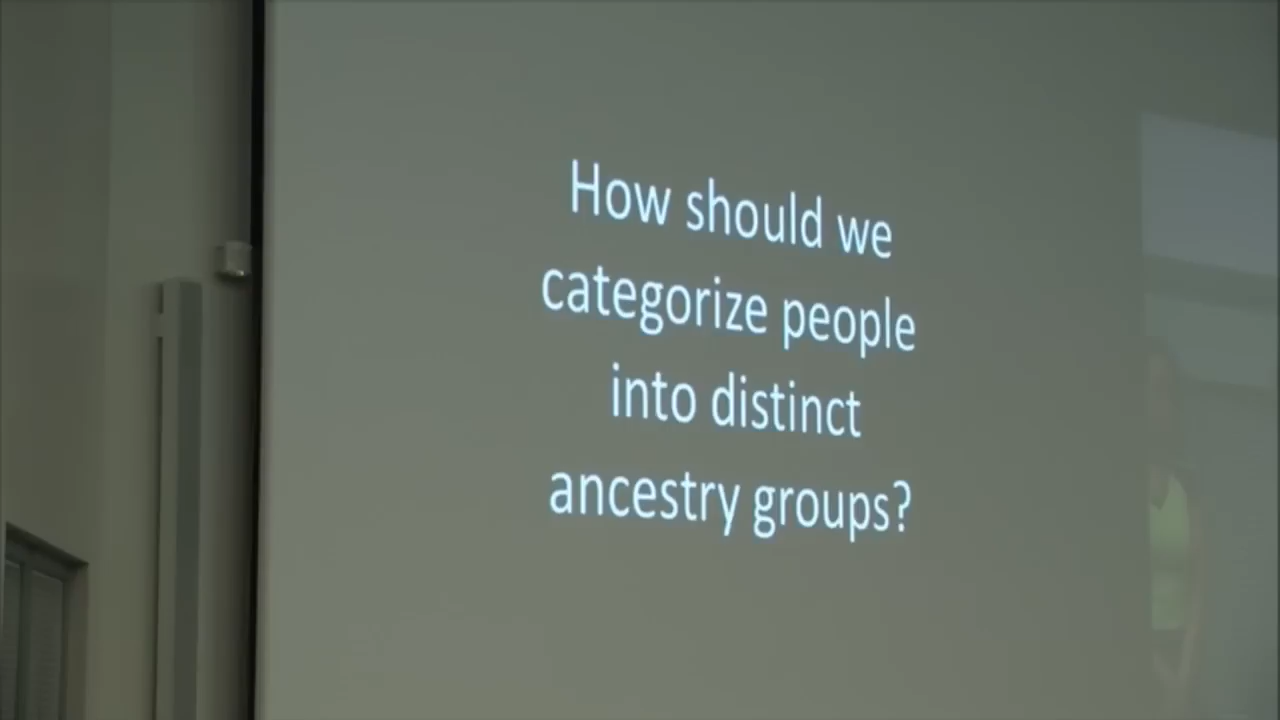 How should we
categorize people
into distinct
ancestry groups?